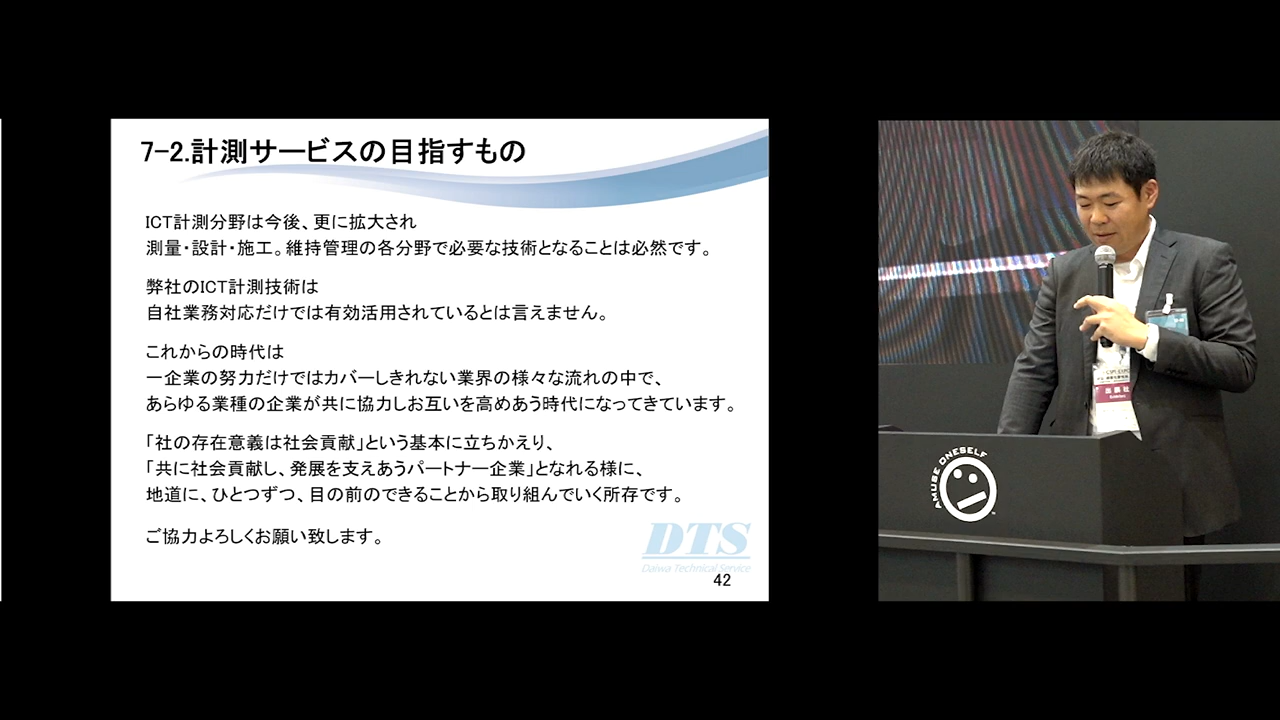 7-2.計測サービスの目指すもの
ICT計測分野は今後、更に拡大され
測量・設計・施工。維持管理の各分野で必要な技術となることは必然です。
弊社のICT計測技術は
自社業務対応だけでは有効活用されているとは言えません。
これからの時代は
一企業の努力だけではカバーしきれない業界の様々な流れの中で、
あらゆる業種の企業が共に協力しお互いを高めあう時代になってきています。
「社の存在意義は社会貢献」という基本に立ちかえり、
「共に社会貢献し、発展を支えあうパートナー企業」となれる様に、
地道に、ひとつずつ、目の前のできることから取り組んでいく所存です。
ご協力よろしくお願い致します。
DTS
Daiwa Technical Service
42
AMUSE ONESELF
出展社